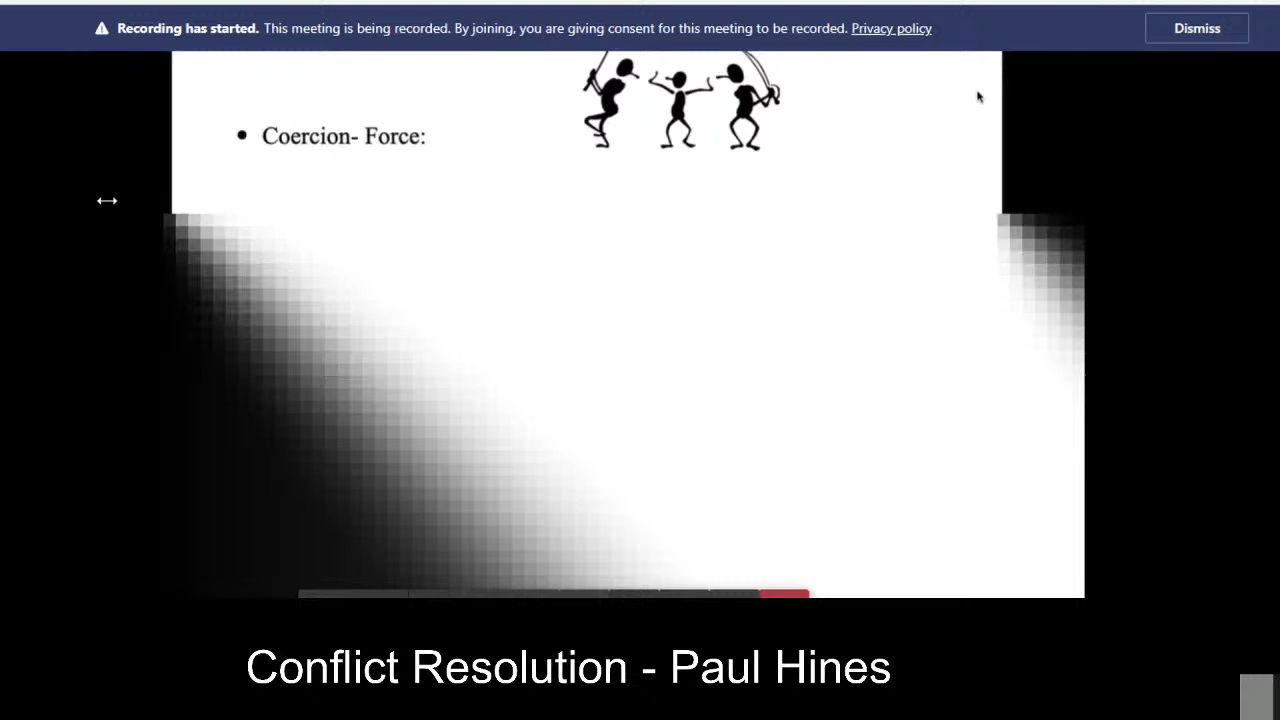 Recording has started. This meeting is being recorded. By joining, you are giving consent for this meeting to be recorded. Privacy policy
Dismiss
• Coercion- Force:
Conflict Resolution - Paul Hines